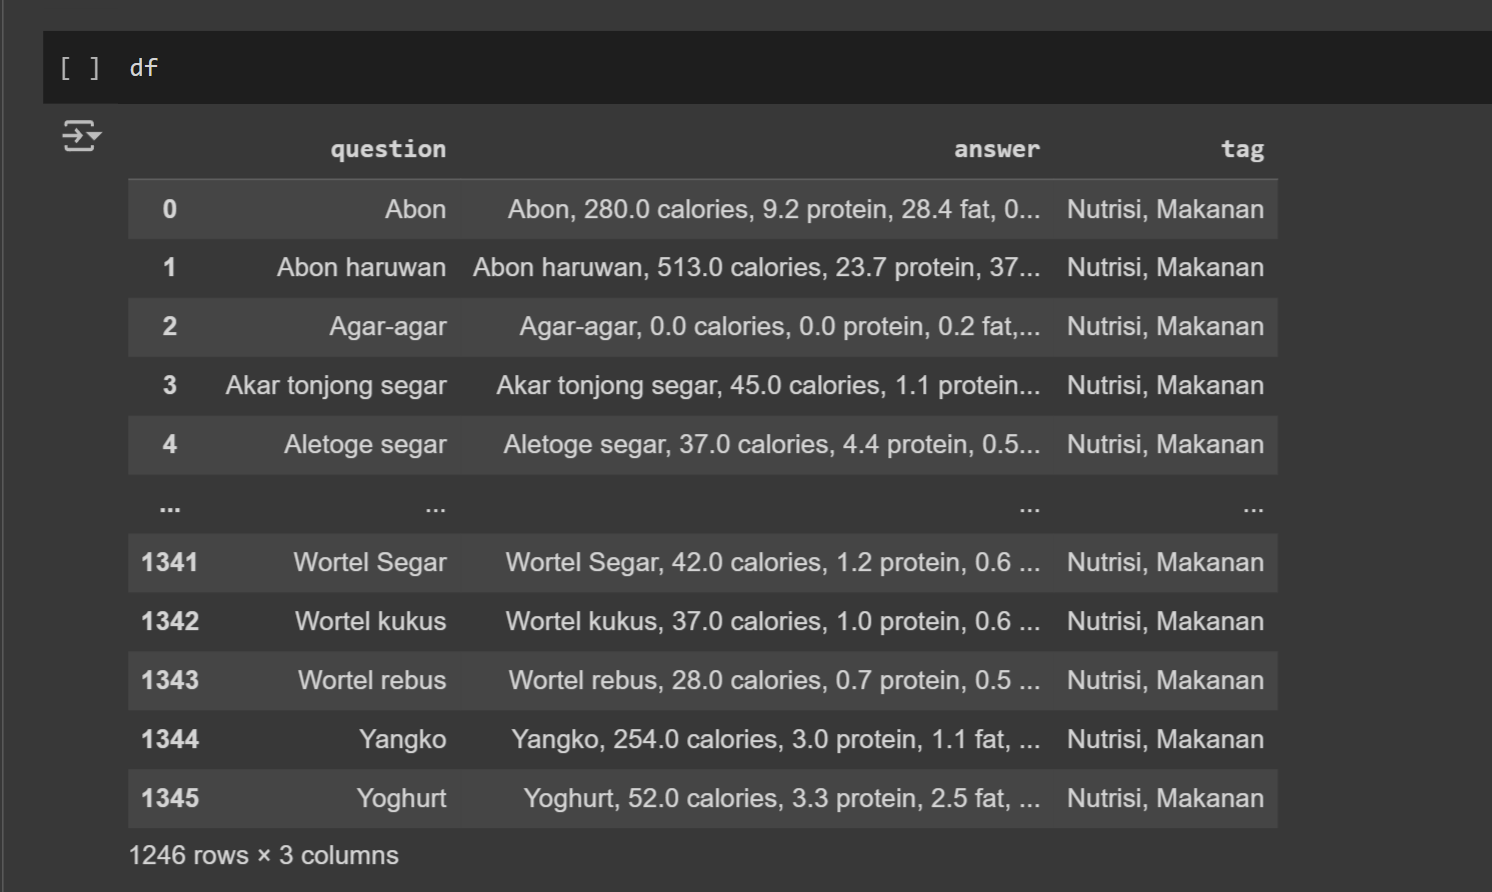 [ ] df
question answer tag
0 Abon Abon, 280.0 calories, 9.2 protein, 28.4 fat, 0... Nutrisi, Makanan
1 Abon haruwan Abon haruwan, 513.0 calories, 23.7 protein, 37... Nutrisi, Makanan
2 Agar-agar Agar-agar, 0.0 calories, 0.0 protein, 0.2 fat,... Nutrisi, Makanan
3 Akar tonjong segar Akar tonjong segar, 45.0 calories, 1.1 protein... Nutrisi, Makanan
4 Aletoge segar Aletoge segar, 37.0 calories, 4.4 protein, 0.5... Nutrisi, Makanan
... ... ... ...
1341 Wortel Segar Wortel Segar, 42.0 calories, 1.2 protein, 0.6 ... Nutrisi, Makanan
1342 Wortel kukus Wortel kukus, 37.0 calories, 1.0 protein, 0.6 ... Nutrisi, Makanan
1343 Wortel rebus Wortel rebus, 28.0 calories, 0.7 protein, 0.5 ... Nutrisi, Makanan
1344 Yangko Yangko, 254.0 calories, 3.0 protein, 1.1 fat, ... Nutrisi, Makanan
1345 Yoghurt Yoghurt, 52.0 calories, 3.3 protein, 2.5 fat, ... Nutrisi, Makanan
1246 rows × 3 columns